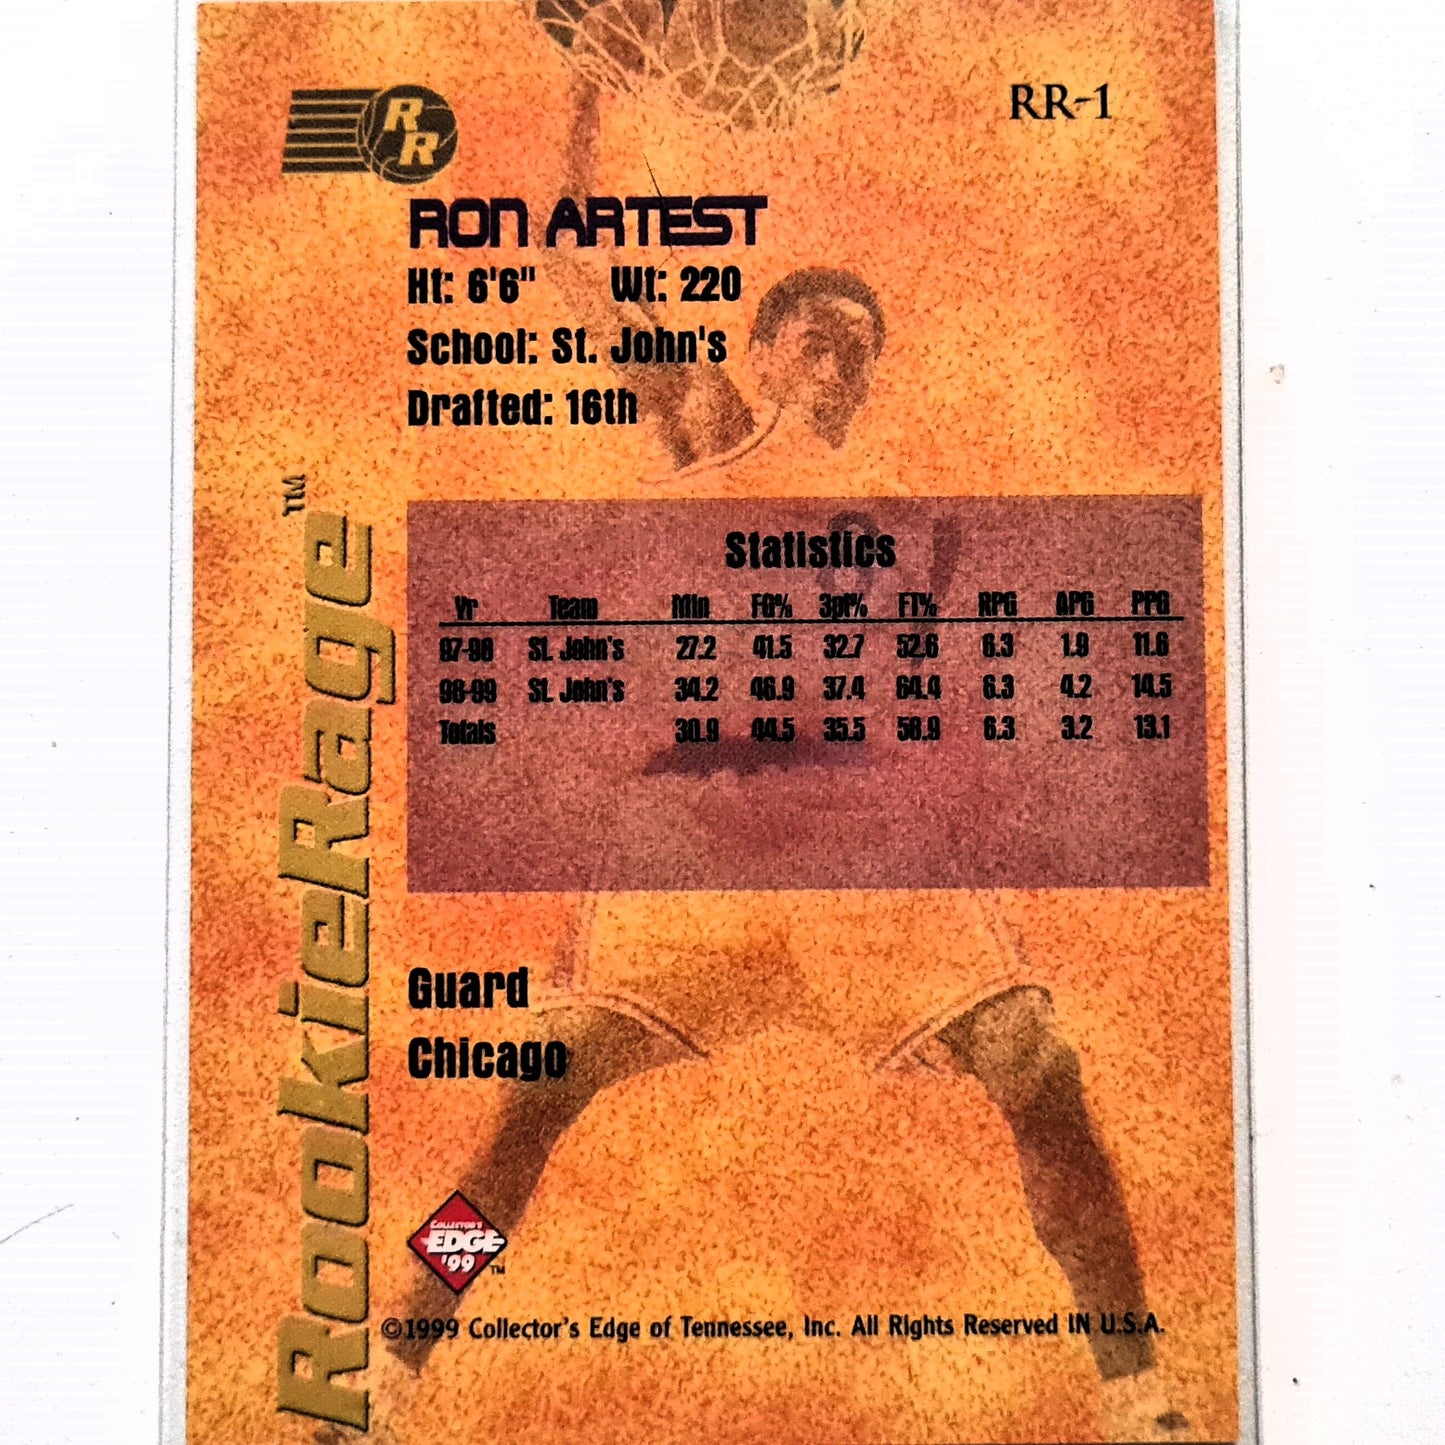 RR
RR-1
RON ARTEST
Ht: 6'6" Wt: 220
School: St. John's
Drafted: 16th
RookieRage™
Statistics
Yr Team Min FG% 3pt% FT% RPG APG PPG
97-98 St. John's 27.2 41.5 32.7 52.6 6.3 1.9 11.6
98-99 St. John's 34.2 46.9 37.4 64.4 6.3 4.2 14.5
Totals 30.9 44.5 35.5 58.9 6.3 3.2 13.1
Guard
Chicago
COLLECTOR'S
EDGE
'99 ™
©1999 Collector's Edge of Tennessee, Inc. All Rights Reserved IN U.S.A.